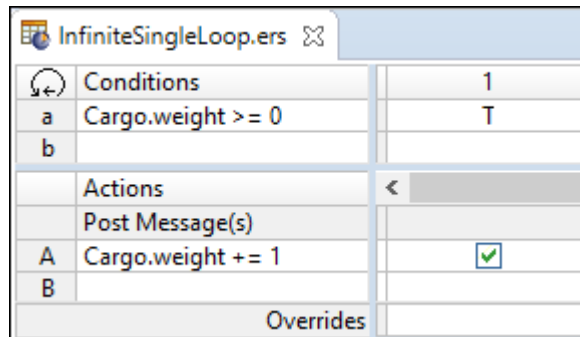 InfiniteSingleLoop.ers
Conditions 1
a Cargo.weight >= 0 T
b
Actions <
Post Message(s)
A Cargo.weight += 1
B
Overrides